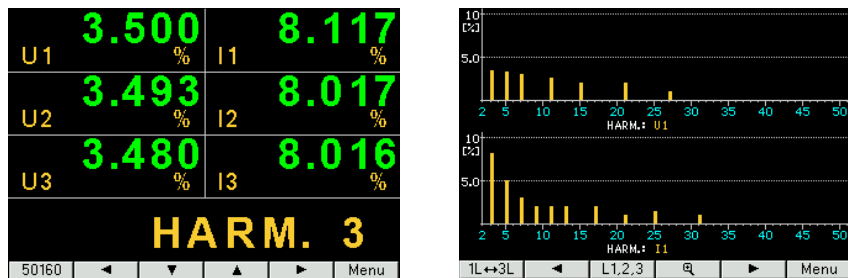 U1 3.500 % I1 8.117 %
U2 3.493 % I2 8.017 %
U3 3.480 % I3 8.016 %
HARM. 3
50160 ◄ ▼ ▲ ► Menu
10
[%]
5.0
2 5 10 15 20 25 30 35 40 45 50
HARM.: U1
10
[%]
5.0
2 5 10 15 20 25 30 35 40 45 50
HARM.: I1
1L↔3L ◄ L1,2,3 ► Menu